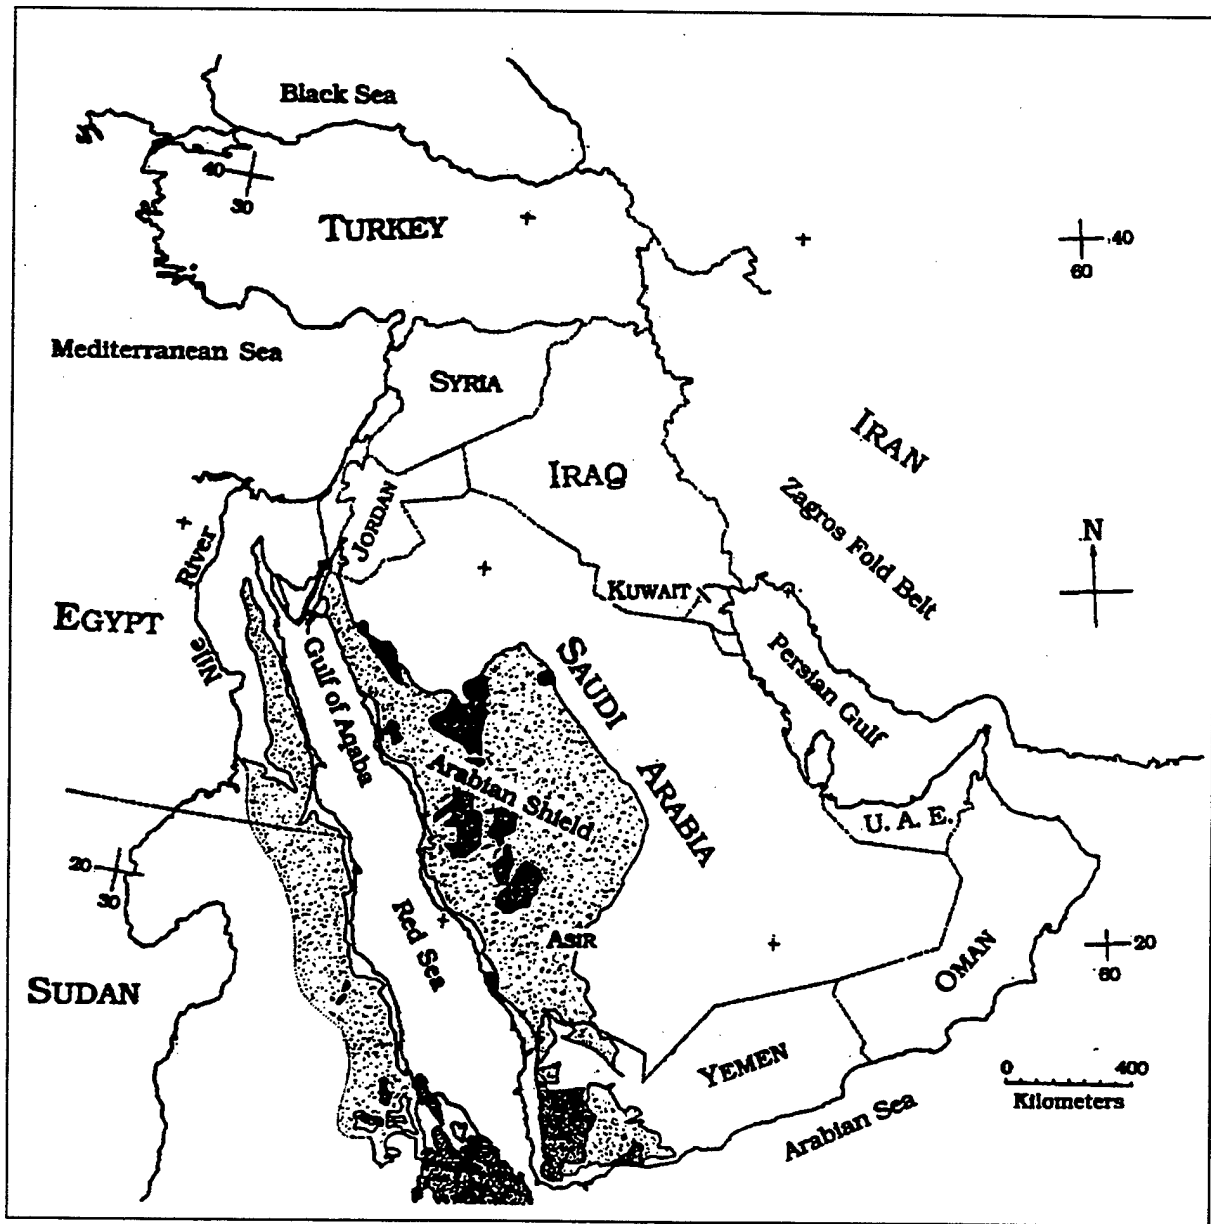 Black Sea
40
30
TURKEY
40
60
Mediterranean Sea
SYRIA
IRAN
IRAQ
Zagros Fold Belt
JORDAN
N
River
Nile
EGYPT
KUWAIT
Persian Gulf
SAUDI
ARABIA
Gulf of Aqaba
Arabian Shield
U. A. E.
20
30
Red Sea
ASIR
20
60
OMAN
SUDAN
YEMEN
0 400
Kilometers
Arabian Sea